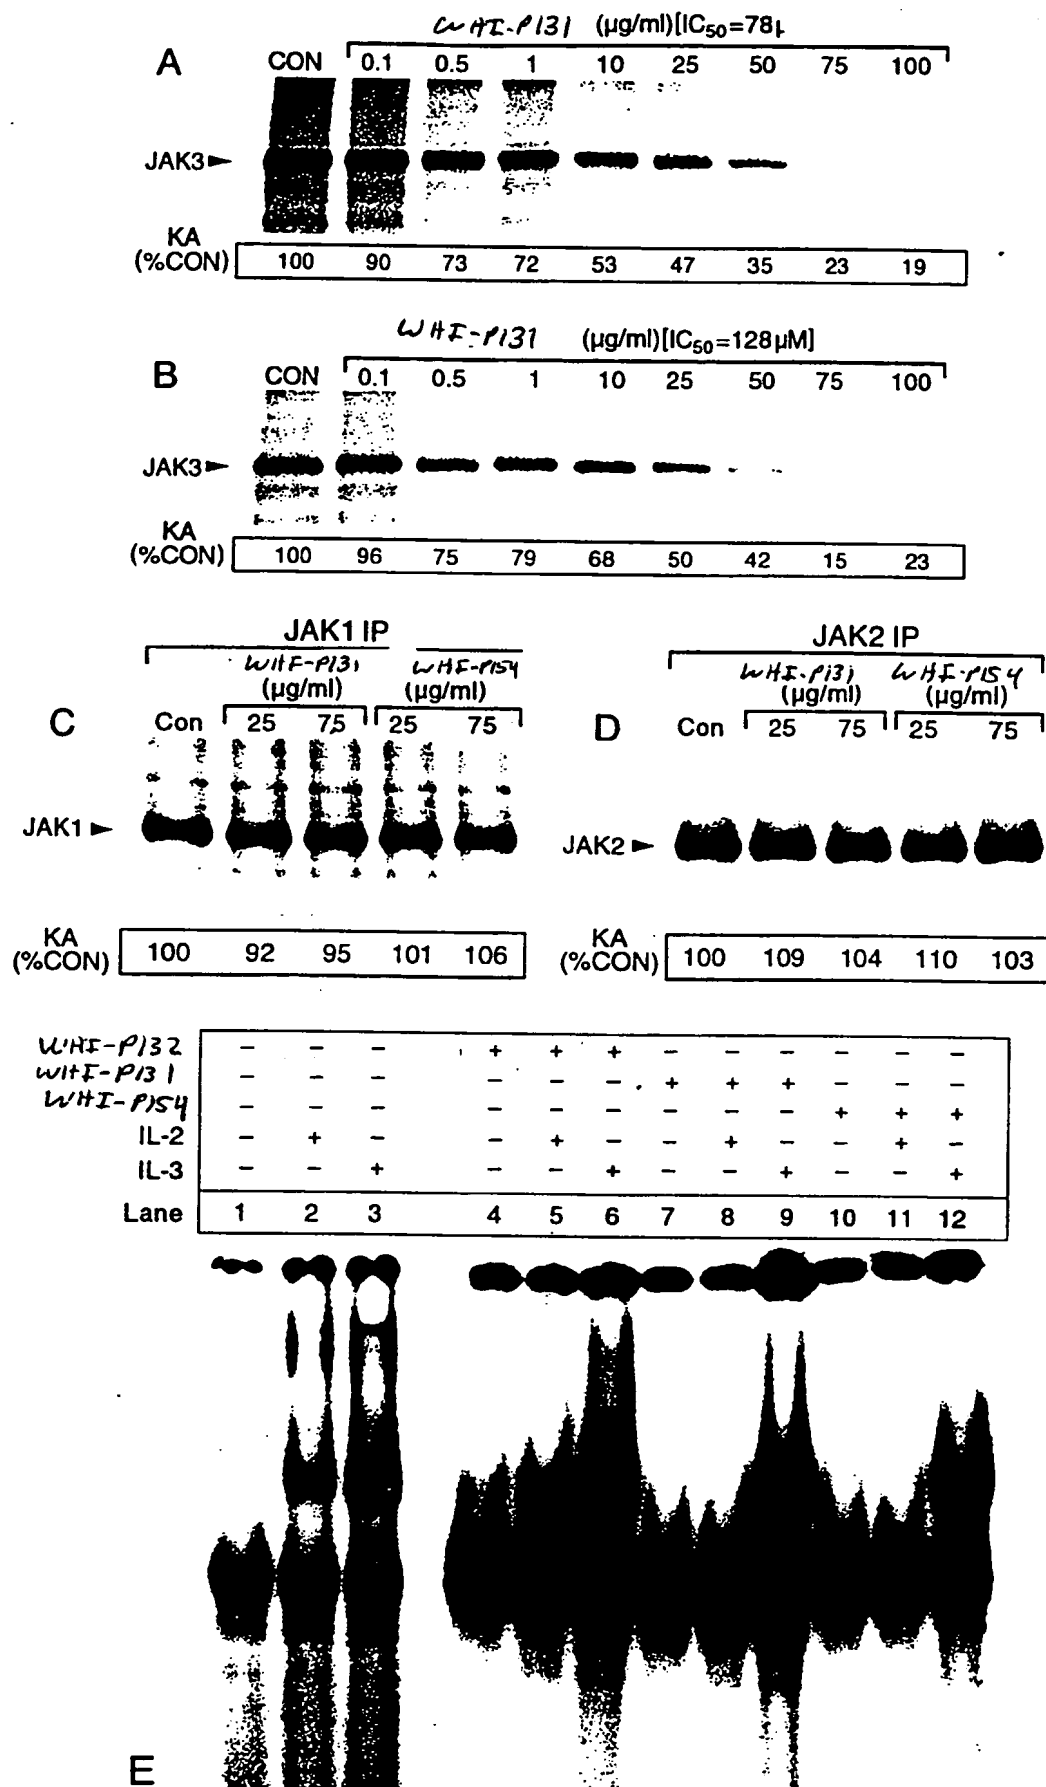 WHI-P131 (µg/ml)[IC50=78µ
A
CON 0.1 0.5 1 10 25 50 75 100
JAK3
KA
(%CON) 100 90 73 72 53 47 35 23 19
WHI-P131 (µg/ml)[IC50=128µM]
B
CON 0.1 0.5 1 10 25 50 75 100
JAK3
KA
(%CON) 100 96 75 79 68 50 42 15 23
JAK1 IP
WHI-P131 WHI-P154
(µg/ml) (µg/ml)
C Con 25 75 25 75
JAK1
KA
(%CON) 100 92 95 101 106
JAK2 IP
WHI-P131 WHI-P154
(µg/ml) (µg/ml)
D Con 25 75 25 75
JAK2
KA
(%CON) 100 109 104 110 103
WHI-P132 – – – + + + – – – – – –
WHI-P131 – – – – – – + + + – – –
WHI-P154 – – – – – – – – – + + +
IL-2 – + – – + – – + – – + –
IL-3 – – + – – + – – + – – +
Lane 1 2 3 4 5 6 7 8 9 10 11 12
E